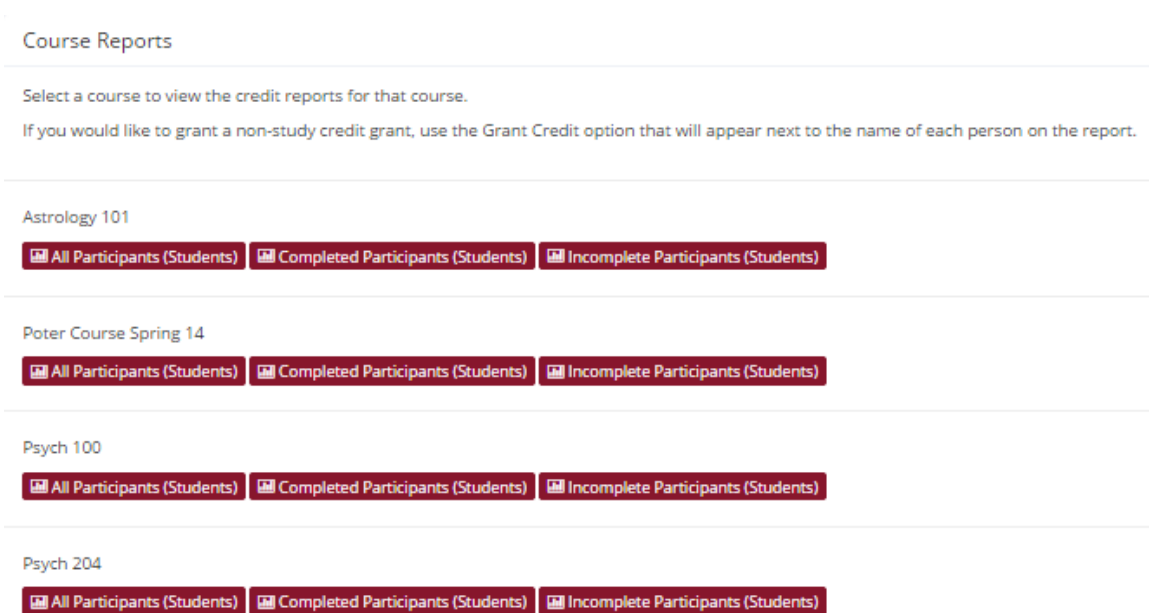 Course Reports
Select a course to view the credit reports for that course.
If you would like to grant a non-study credit grant, use the Grant Credit option that will appear next to the name of each person on the report.
Astrology 101
All Participants (Students) Completed Participants (Students) Incomplete Participants (Students)
Poter Course Spring 14
All Participants (Students) Completed Participants (Students) Incomplete Participants (Students)
Psych 100
All Participants (Students) Completed Participants (Students) Incomplete Participants (Students)
Psych 204
All Participants (Students) Completed Participants (Students) Incomplete Participants (Students)